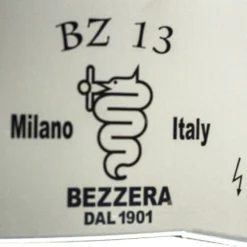 BZ 13
Milano Italy
BEZZERA
DAL 1901